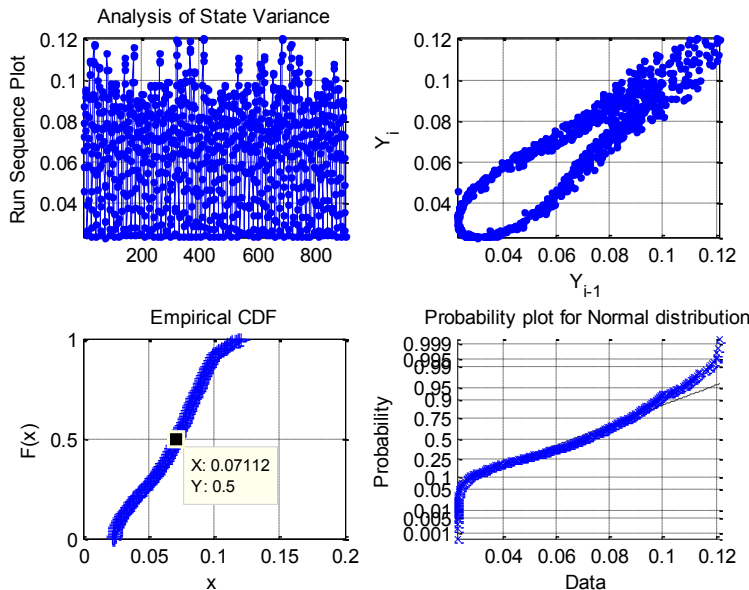 Analysis of State Variance
Run Sequence Plot
0.12
0.1
0.08
0.06
0.04
200 400 600 800
Y_i
0.12
0.1
0.08
0.06
0.04
0.04 0.06 0.08 0.1 0.12
Y_i-1
Empirical CDF
F(x)
1
0.5
0
X: 0.07112
Y: 0.5
0 0.05 0.1 0.15 0.2
x
Probability plot for Normal distribution
Probability
0.999
0.995
0.99
0.95
0.9
0.75
0.5
0.25
0.1
0.05
0.01
0.005
0.001
0.04 0.06 0.08 0.1 0.12
Data